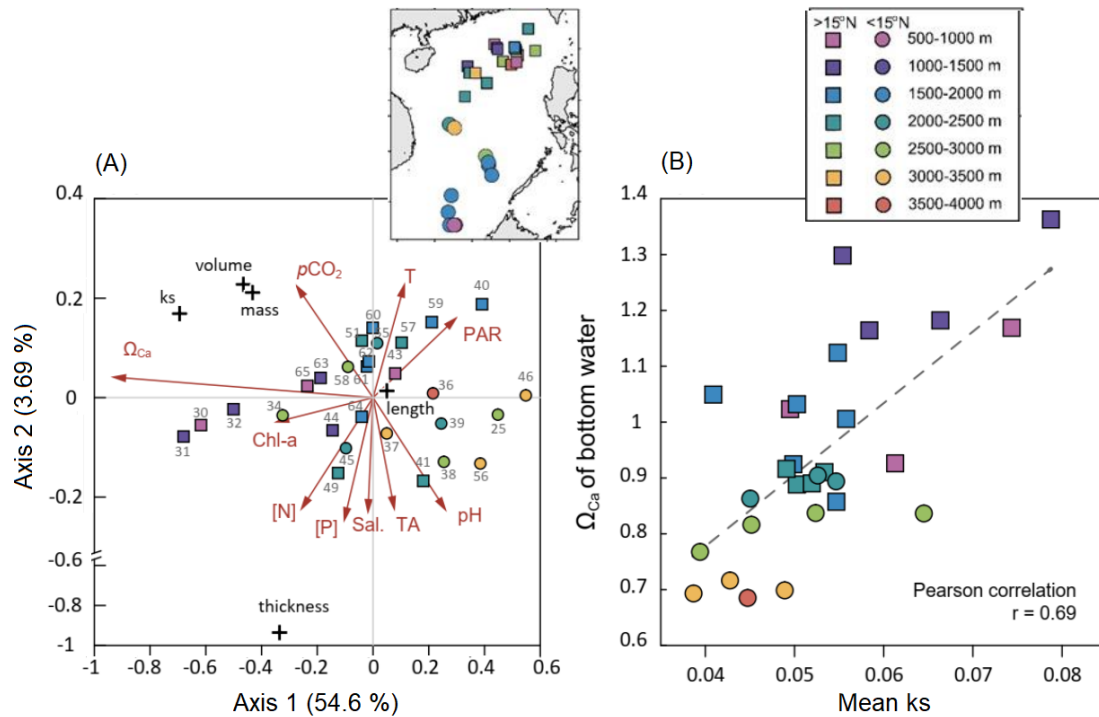 >15°N <15°N
500-1000 m
1000-1500 m
1500-2000 m
2000-2500 m
2500-3000 m
3000-3500 m
3500-4000 m
(A)
0.4
0.2
0
-0.2
-0.6
-0.8
-1
Axis 2 (3.69 %)
volume
mass
ks
pCO2
T
PAR
ΩCa
Chl-a
length
[N]
[P]
Sal.
TA
pH
thickness
40
59
60
51
55
57
62
43
63
65
58
61
36
46
30
32
34
64
31
44
37
39
25
45
41
38
56
49
-1 -0.8 -0.6 -0.4 -0.2 0 0.2 0.4 0.6
Axis 1 (54.6 %)
(B)
1.4
1.3
1.2
1.1
1.0
0.9
0.8
0.7
0.6
ΩCa of bottom water
Pearson correlation
r = 0.69
0.04 0.05 0.06 0.07 0.08
Mean ks